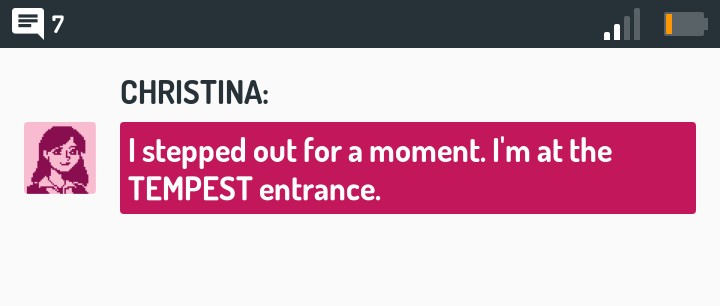 7
CHRISTINA:
I stepped out for a moment. I'm at the
TEMPEST entrance.